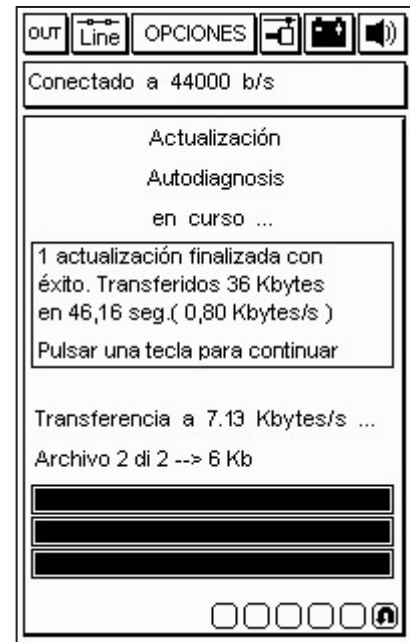 OUT Line OPCIONES
Conectado a 44000 b/s
Actualización
Autodiagnosis
en curso ...
1 actualización finalizada con
éxito. Transferidos 36 Kbytes
en 46,16 seg.( 0,80 Kbytes/s )
Pulsar una tecla para continuar
Transferencia a 7.13 Kbytes/s ...
Archivo 2 di 2 --> 6 Kb